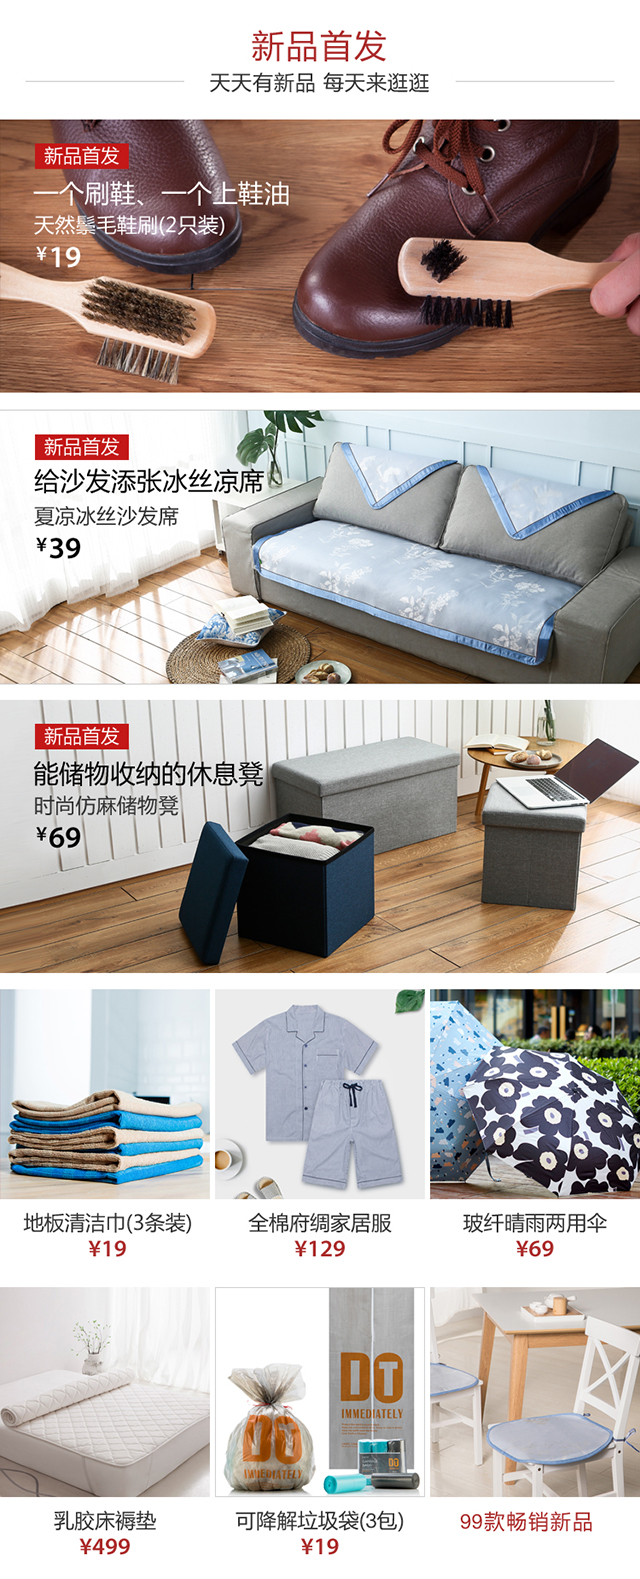 新品首发
天天有新品 每天来逛逛
新品首发
一个刷鞋、一个上鞋油
天然鬃毛鞋刷(2只装)
¥19
新品首发
给沙发添张冰丝凉席
夏凉冰丝沙发席
¥39
新品首发
能储物收纳的休息凳
时尚仿麻储物凳
¥69
地板清洁巾(3条装)
¥19
全棉府绸家居服
¥129
玻纤晴雨两用伞
¥69
DO
IMMEDIATELY
DO
IMMEDIATELY
DO
乳胶床褥垫
¥499
可降解垃圾袋(3包)
¥19
99款畅销新品